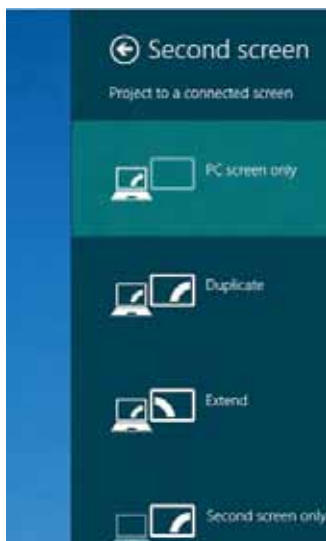 Second screen
Project to a connected screen
PC screen only
Duplicate
Extend
Second screen only